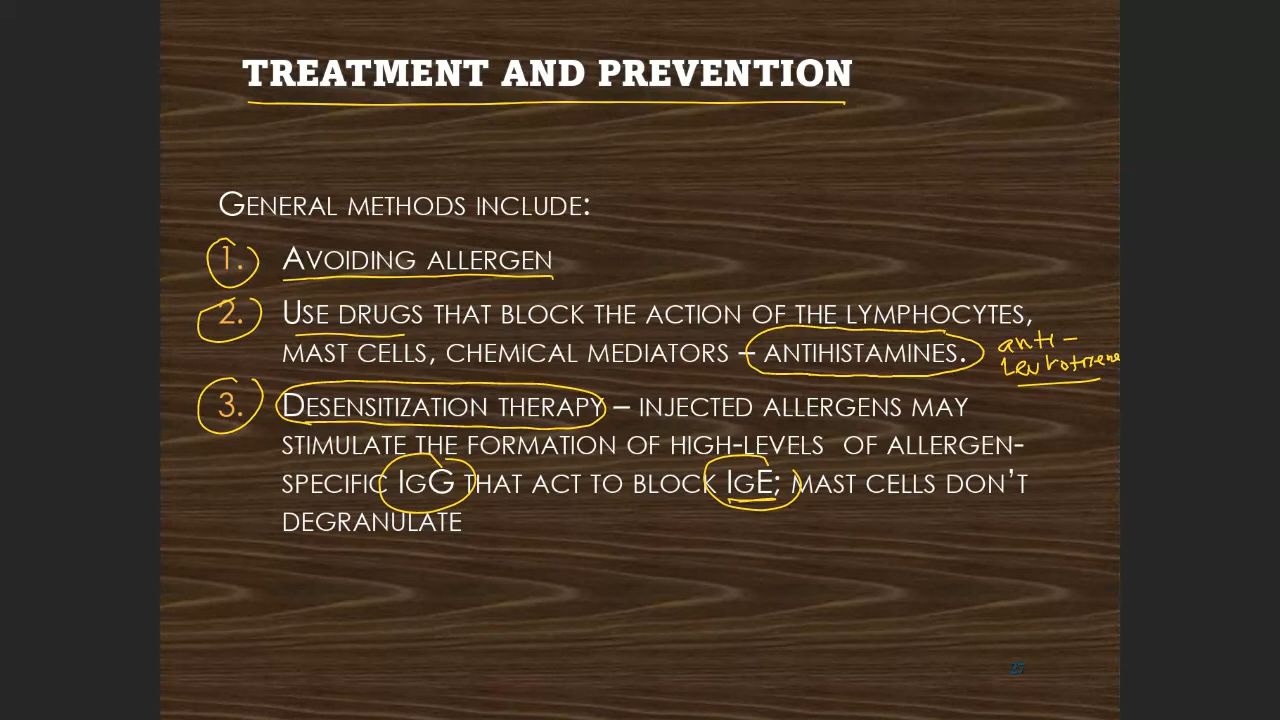 TREATMENT AND PREVENTION
GENERAL METHODS INCLUDE:
1. AVOIDING ALLERGEN
2. USE DRUGS THAT BLOCK THE ACTION OF THE LYMPHOCYTES,
MAST CELLS, CHEMICAL MEDIATORS – ANTIHISTAMINES.
anti-
Leukotriene
3. DESENSITIZATION THERAPY – INJECTED ALLERGENS MAY
STIMULATE THE FORMATION OF HIGH-LEVELS OF ALLERGEN-
SPECIFIC IGG THAT ACT TO BLOCK IGE; MAST CELLS DON'T
DEGRANULATE
27